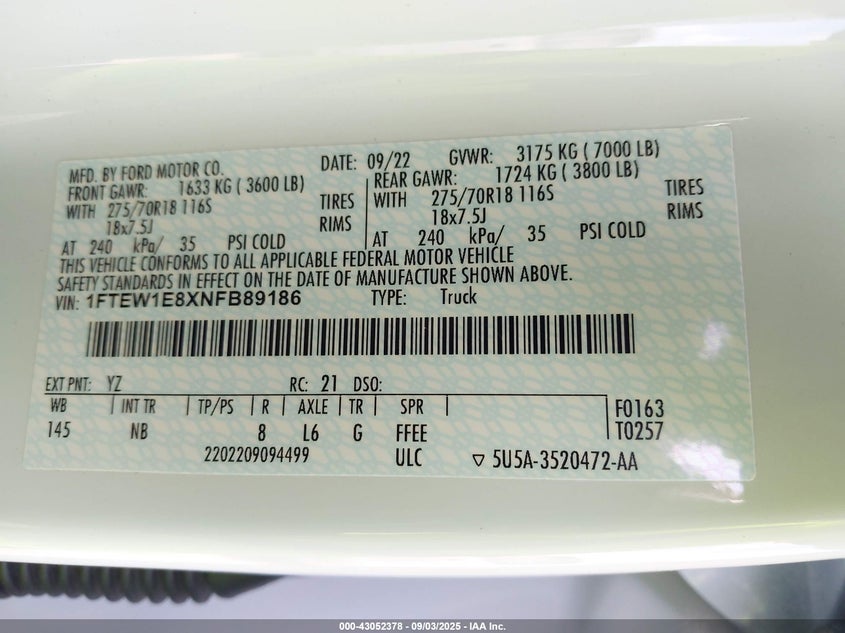 MFD. BY FORD MOTOR CO. DATE: 09/22 GVWR: 3175 KG ( 7000 LB)
FRONT GAWR: 1633 KG ( 3600 LB) REAR GAWR: 1724 KG ( 3800 LB)
WITH 275/70R18 116S TIRES WITH 275/70R18 116S TIRES
18x7.5J RIMS 18x7.5J RIMS
AT 240 kPa/ 35 PSI COLD AT 240 kPa/ 35 PSI COLD
THIS VEHICLE CONFORMS TO ALL APPLICABLE FEDERAL MOTOR VEHICLE
SAFETY STANDARDS IN EFFECT ON THE DATE OF MANUFACTURE SHOWN ABOVE.
VIN: 1FTEW1E8XNFB89186 TYPE: Truck
EXT PNT: YZ RC: 21 DSO:
WB INT TR TP/PS R AXLE TR SPR F0163
145 NB 8 L6 G FFEE T0257
2202209094499 ULC ▽ 5U5A-3520472-AA
000-43052378 - 09/03/2025 - IAA Inc.